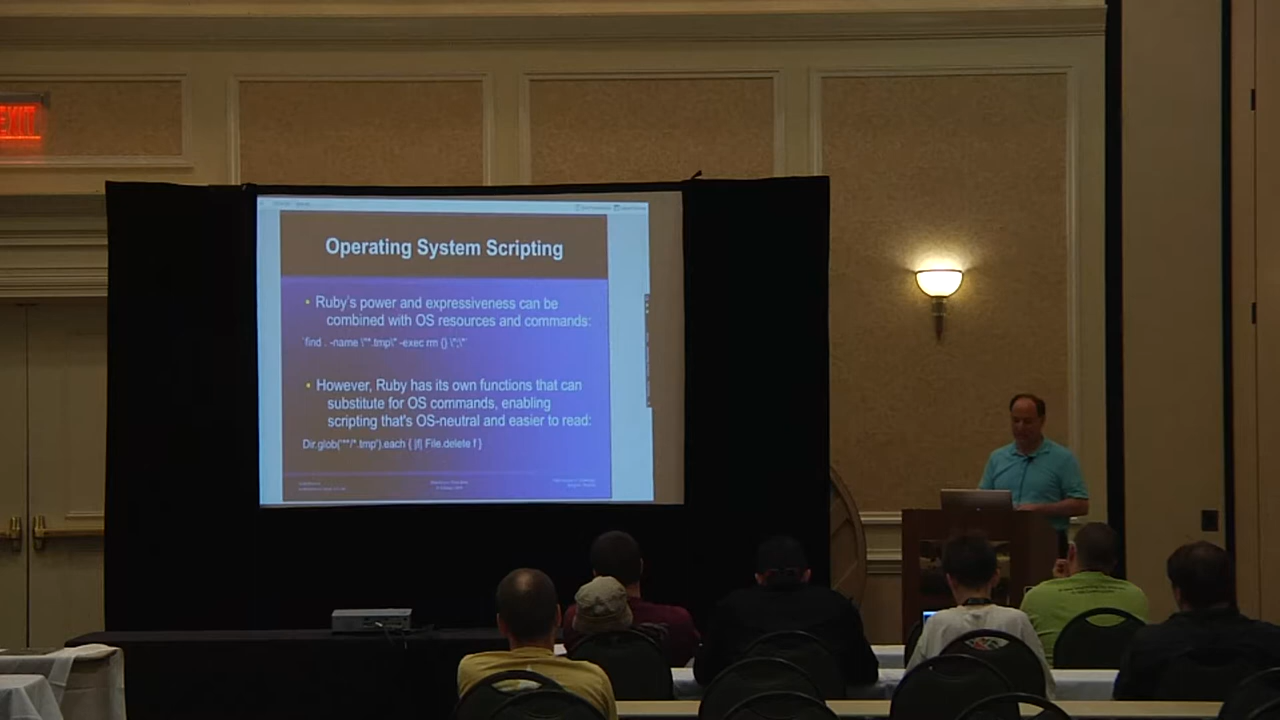 EXIT
Operating System Scripting
• Ruby's power and expressiveness can be
combined with OS resources and commands:
`find . -name \"*.tmp\" -exec rm {} \";\"`
• However, Ruby has its own functions that can
substitute for OS commands, enabling
scripting that's OS-neutral and easier to read:
Dir.glob('**/*.tmp').each { |f| File.delete f }